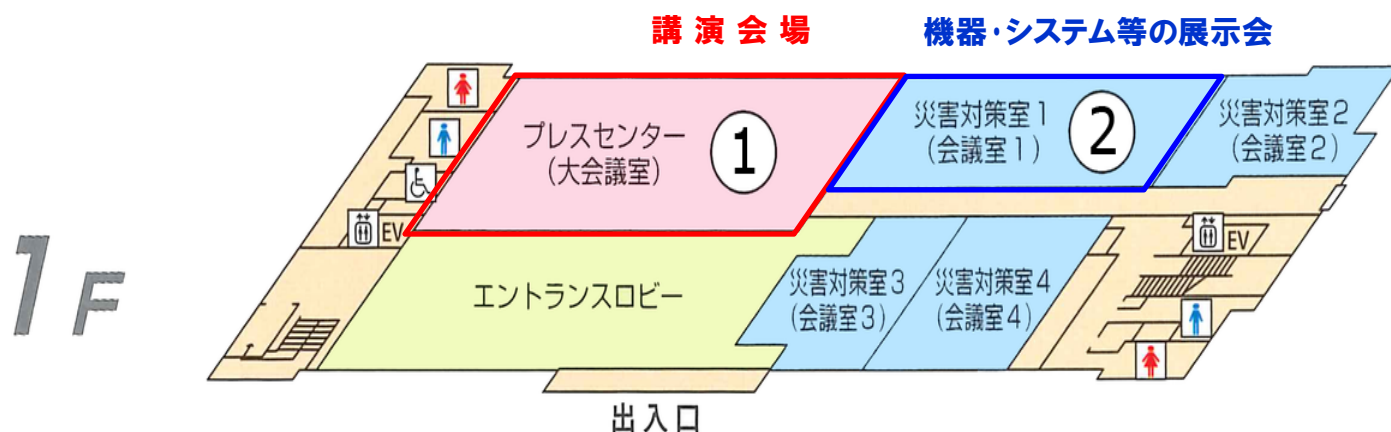 講演会場
機器・システム等の展示会
プレスセンター
(大会議室)
①
災害対策室1
(会議室1)
②
災害対策室2
(会議室2)
EV
EV
1F
エントランスロビー
災害対策室3
(会議室3)
災害対策室4
(会議室4)
出入口